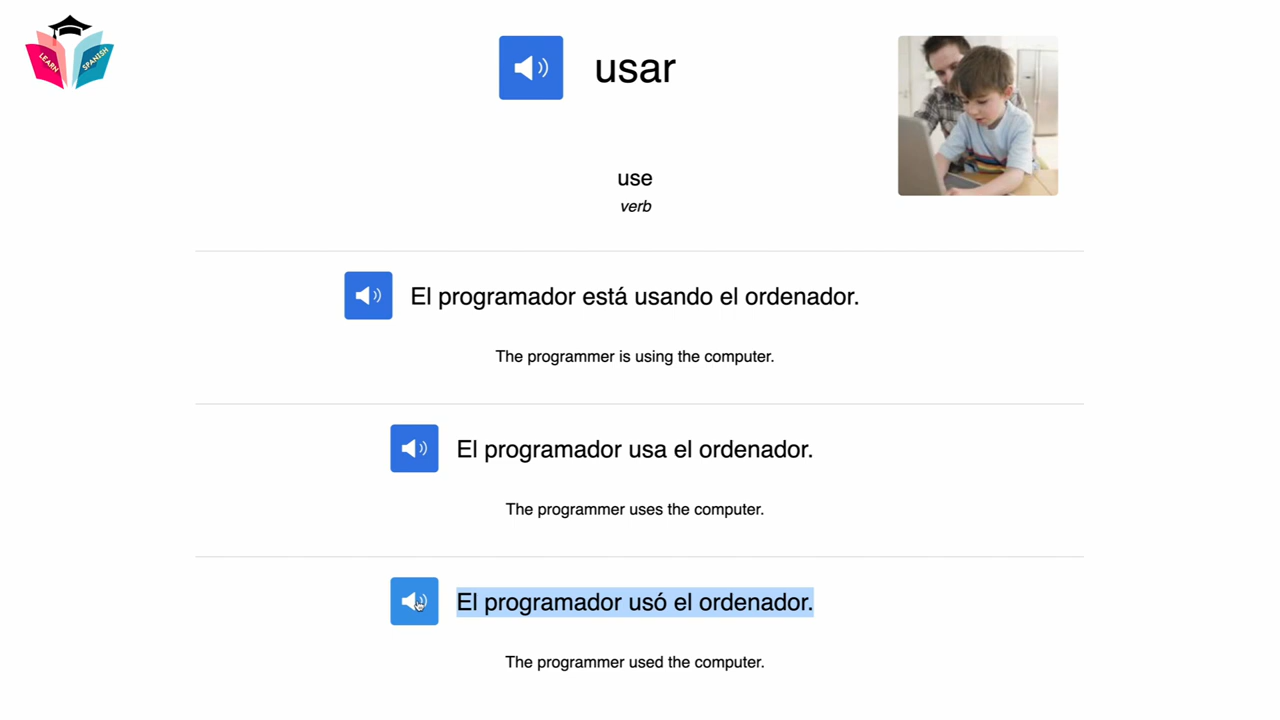 LEARN
SPANISH
usar
use
verb
El programador está usando el ordenador.
The programmer is using the computer.
El programador usa el ordenador.
The programmer uses the computer.
El programador usó el ordenador.
The programmer used the computer.